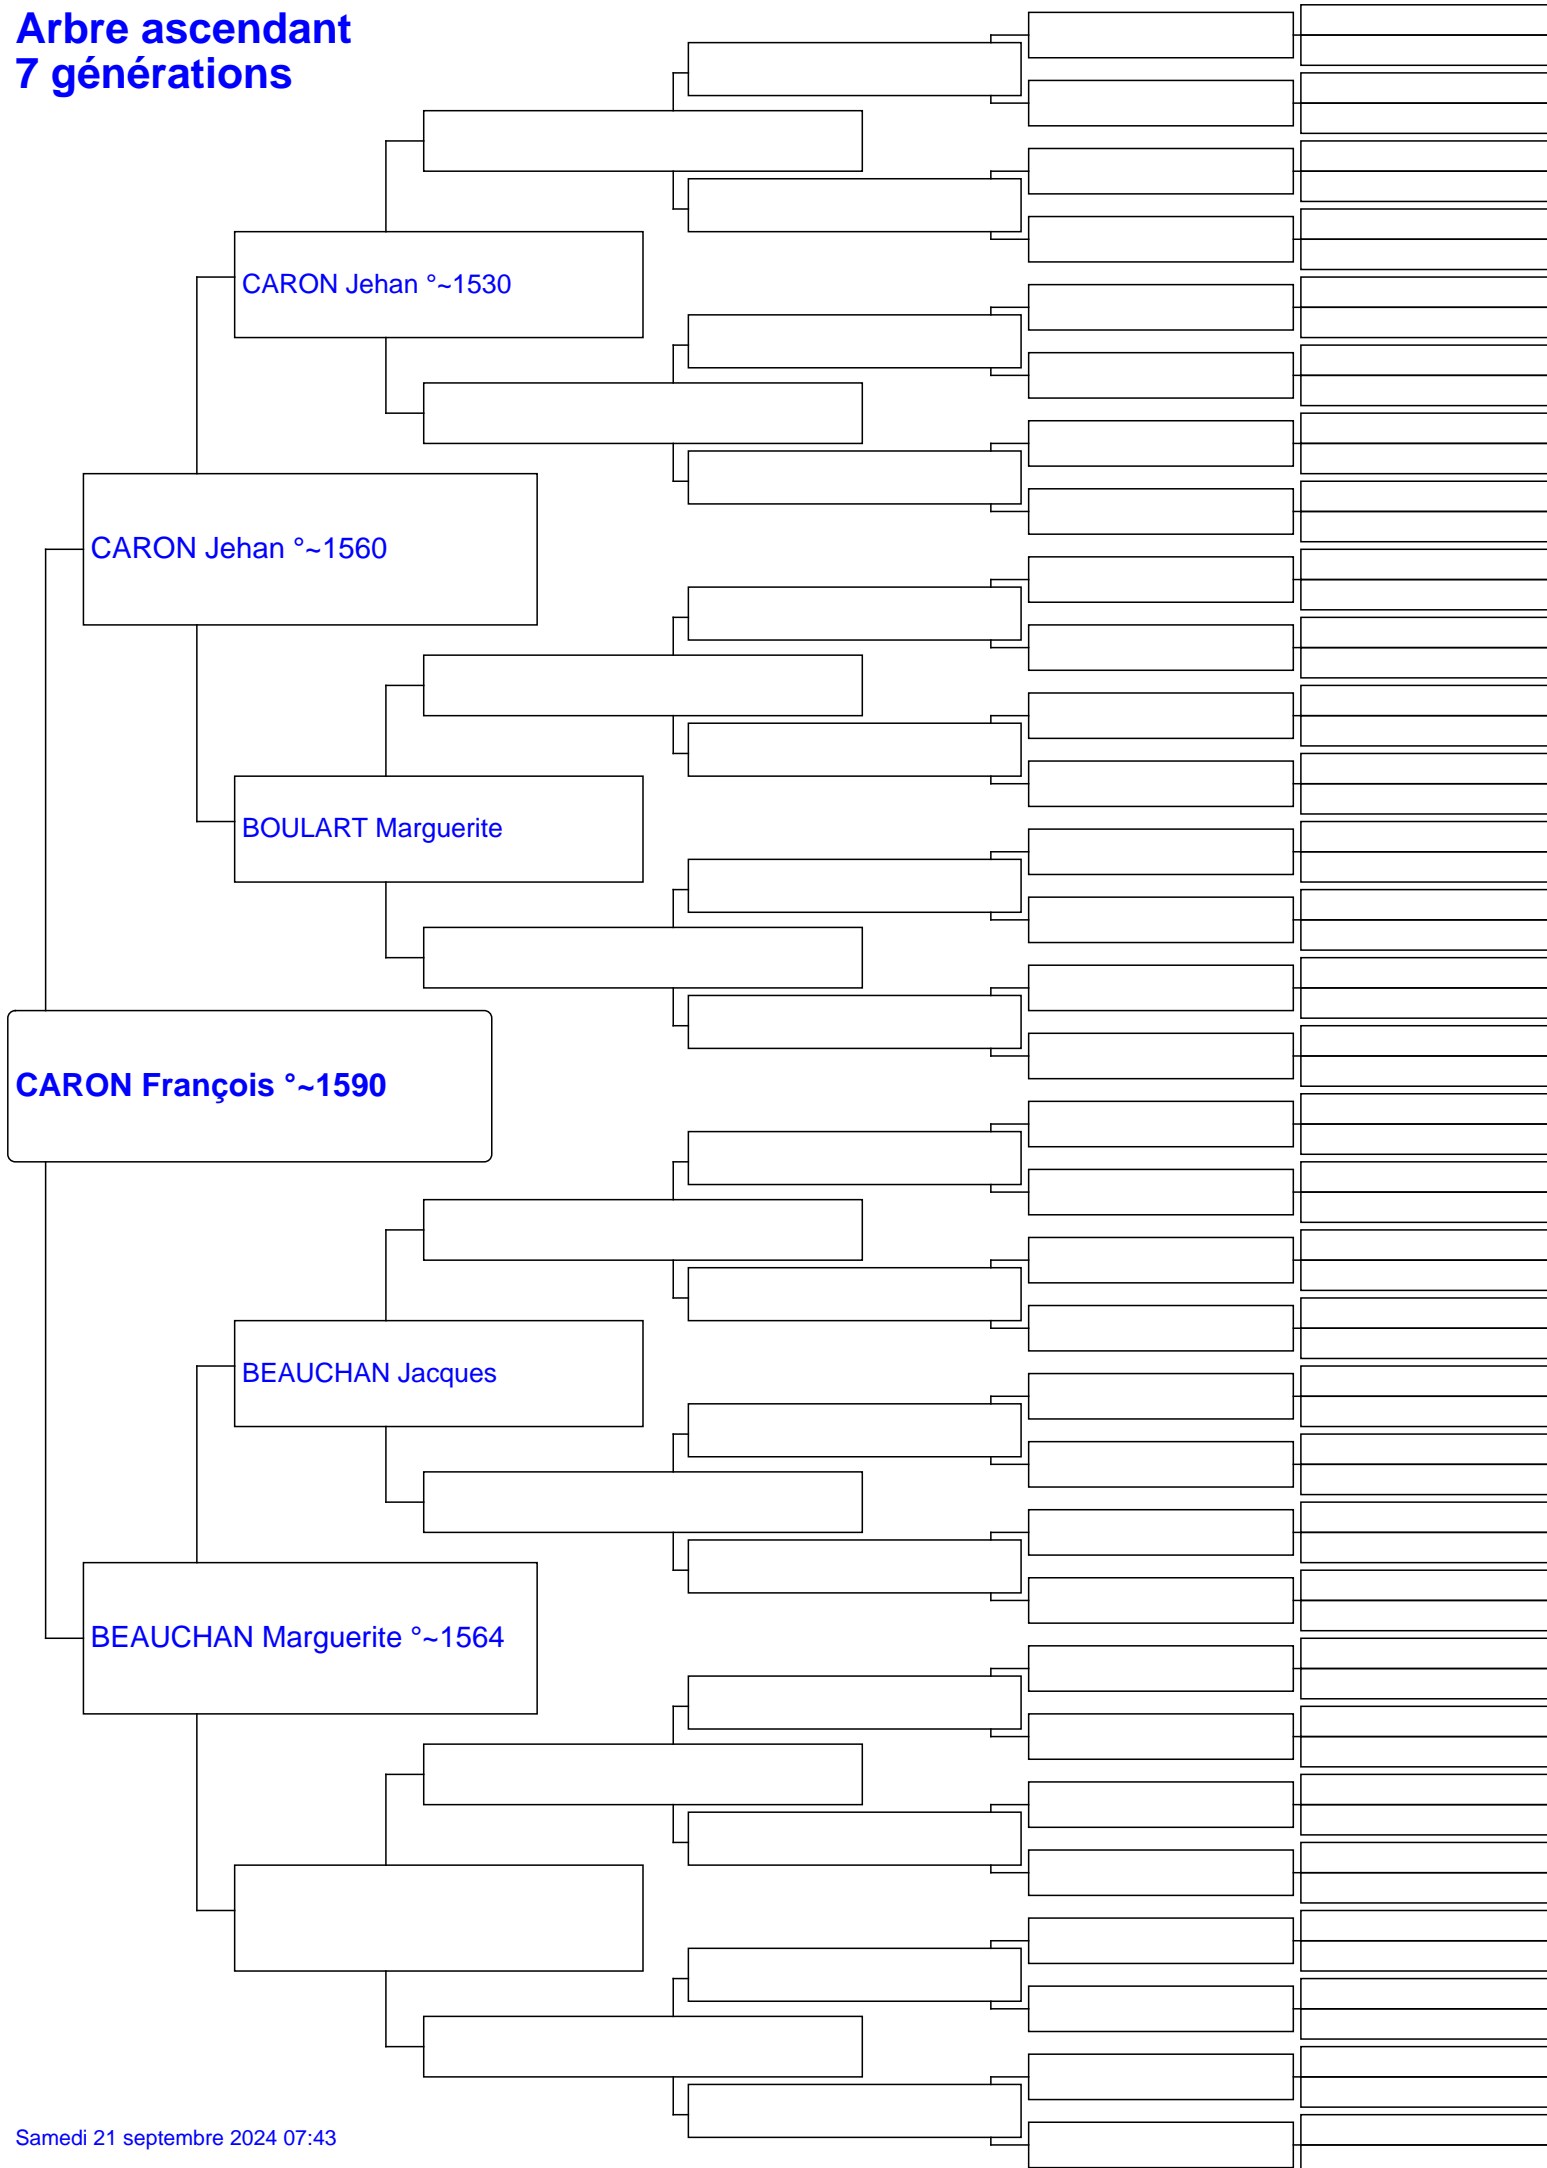 Arbre ascendant
7 générations
CARON Jehan °~1530
CARON Jehan °~1560
BOULART Marguerite
CARON François °~1590
BEAUCHAN Jacques
BEAUCHAN Marguerite °~1564
Samedi 21 septembre 2024 07:43